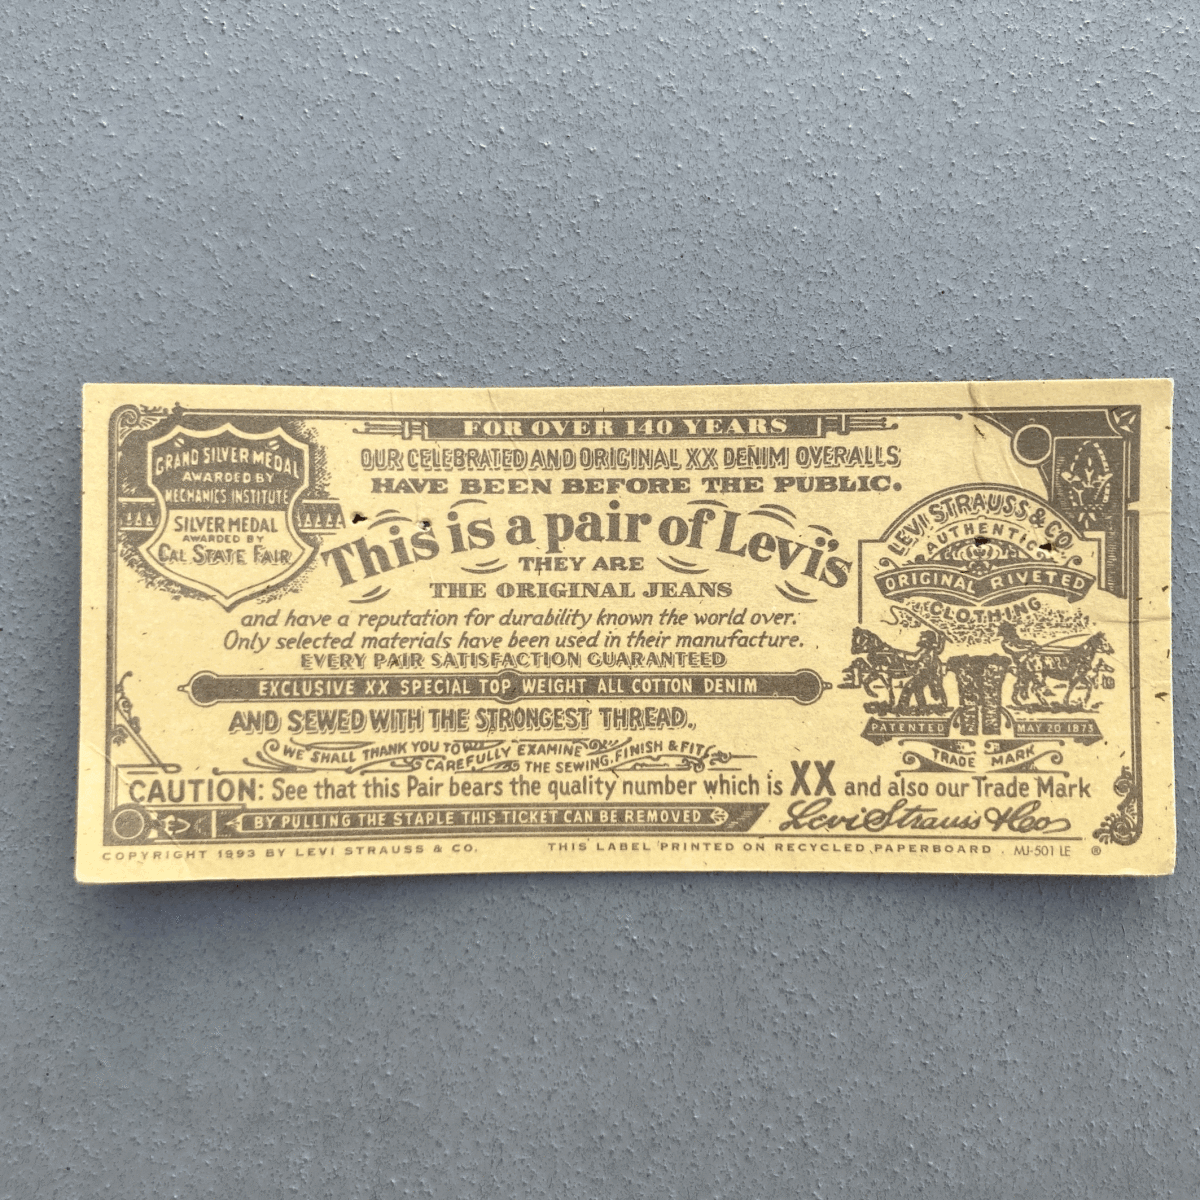 GRAND SILVER MEDAL
AWARDED BY
MECHANICS INSTITUTE
SILVER MEDAL
AWARDED BY
CAL STATE FAIR
FOR OVER 140 YEARS
OUR CELEBRATED AND ORIGINAL XX DENIM OVERALLS
HAVE BEEN BEFORE THE PUBLIC.
This is a pair of Levi's
THEY ARE
THE ORIGINAL JEANS
and have a reputation for durability known the world over.
Only selected materials have been used in their manufacture.
EVERY PAIR SATISFACTION GUARANTEED
EXCLUSIVE XX SPECIAL TOP WEIGHT ALL COTTON DENIM
AND SEWED WITH THE STRONGEST THREAD.
WE SHALL THANK YOU TO CAREFULLY EXAMINE THE SEWING, FINISH & FIT
LEVI STRAUSS & CO.
AUTHENTIC
ORIGINAL RIVETED
CLOTHING
PATENTED MAY 20 1873
TRADE MARK
CAUTION: See that this Pair bears the quality number which is XX and also our Trade Mark
BY PULLING THE STAPLE THIS TICKET CAN BE REMOVED
Levi Strauss & Co
COPYRIGHT 1993 BY LEVI STRAUSS & CO. THIS LABEL PRINTED ON RECYCLED PAPERBOARD . MJ-501 LE ®